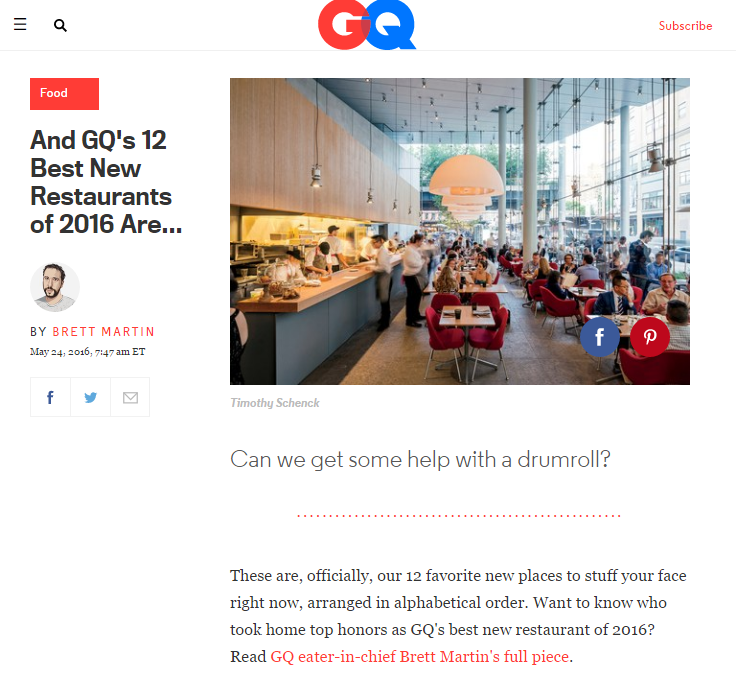 GQ
Subscribe
Food
And GQ's 12
Best New
Restaurants
of 2016 Are...
BY BRETT MARTIN
May 24, 2016, 7:47 am ET
Timothy Schenck
Can we get some help with a drumroll?
These are, officially, our 12 favorite new places to stuff your face
right now, arranged in alphabetical order. Want to know who
took home top honors as GQ's best new restaurant of 2016?
Read GQ eater-in-chief Brett Martin's full piece.